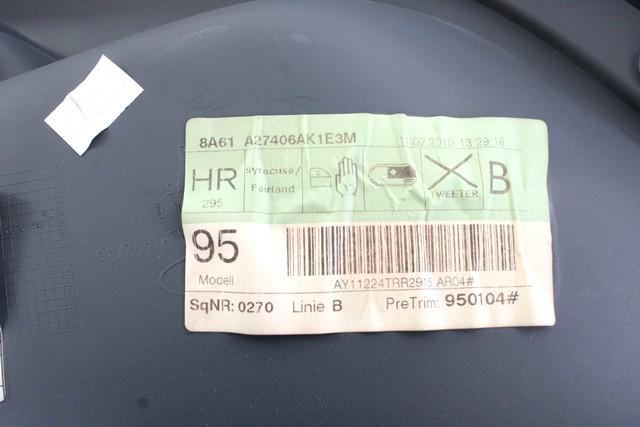 8A61 A27406AK1E3M 11.02.2010 13:29:16
HR Syracuse/ B
295 Fairland TWEETER
95
Modell AY11224TRR2915 AR04#
SqNR: 0270 Linie B PreTrim: 950104#